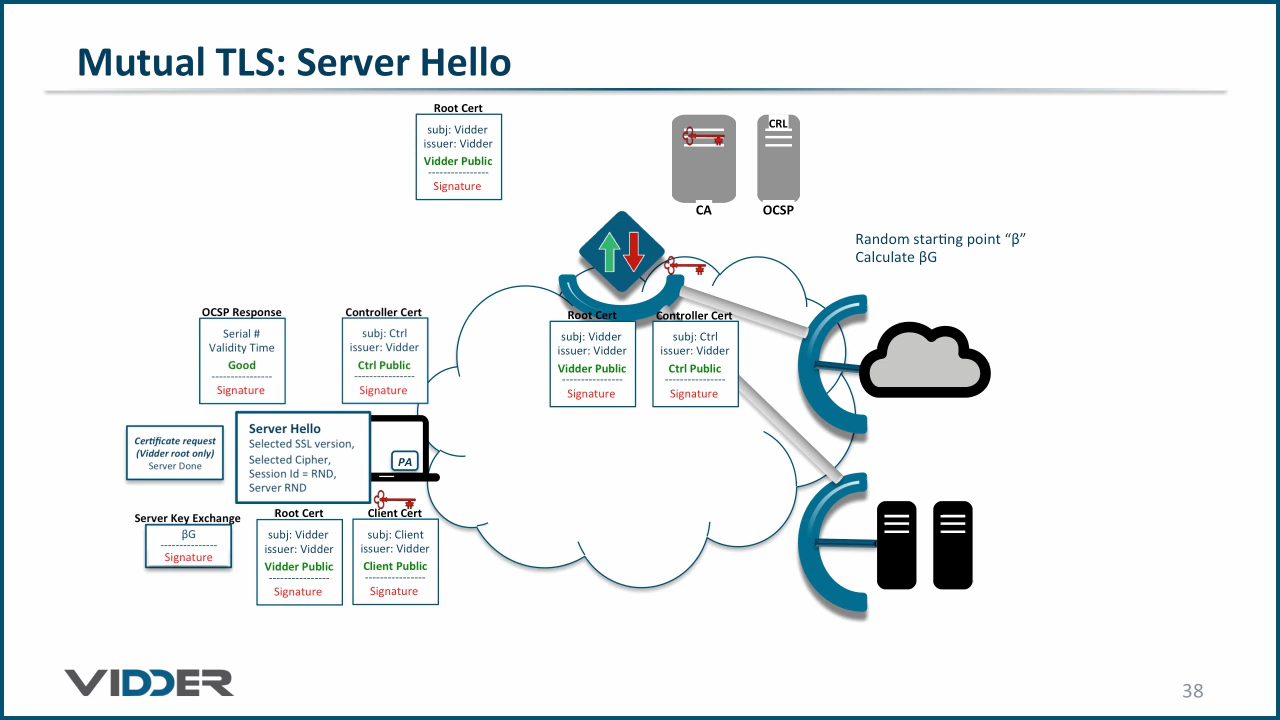 Mutual TLS: Server Hello
Root Cert
subj: Vidder
issuer: Vidder
Vidder Public
----------------
Signature
CA
CRL
OCSP
Random starting point “β”
Calculate βG
OCSP Response
Serial #
Validity Time
Good
----------------
Signature
Controller Cert
subj: Ctrl
issuer: Vidder
Ctrl Public
----------------
Signature
Root Cert
subj: Vidder
issuer: Vidder
Vidder Public
----------------
Signature
Controller Cert
subj: Ctrl
issuer: Vidder
Ctrl Public
----------------
Signature
Certificate request
(Vidder root only)
Server Done
Server Hello
Selected SSL version,
Selected Cipher,
Session Id = RND,
Server RND
PA
Server Key Exchange
βG
---------------
Signature
Root Cert
subj: Vidder
issuer: Vidder
Vidder Public
----------------
Signature
Client Cert
subj: Client
issuer: Vidder
Client Public
----------------
Signature
VIDDER
38